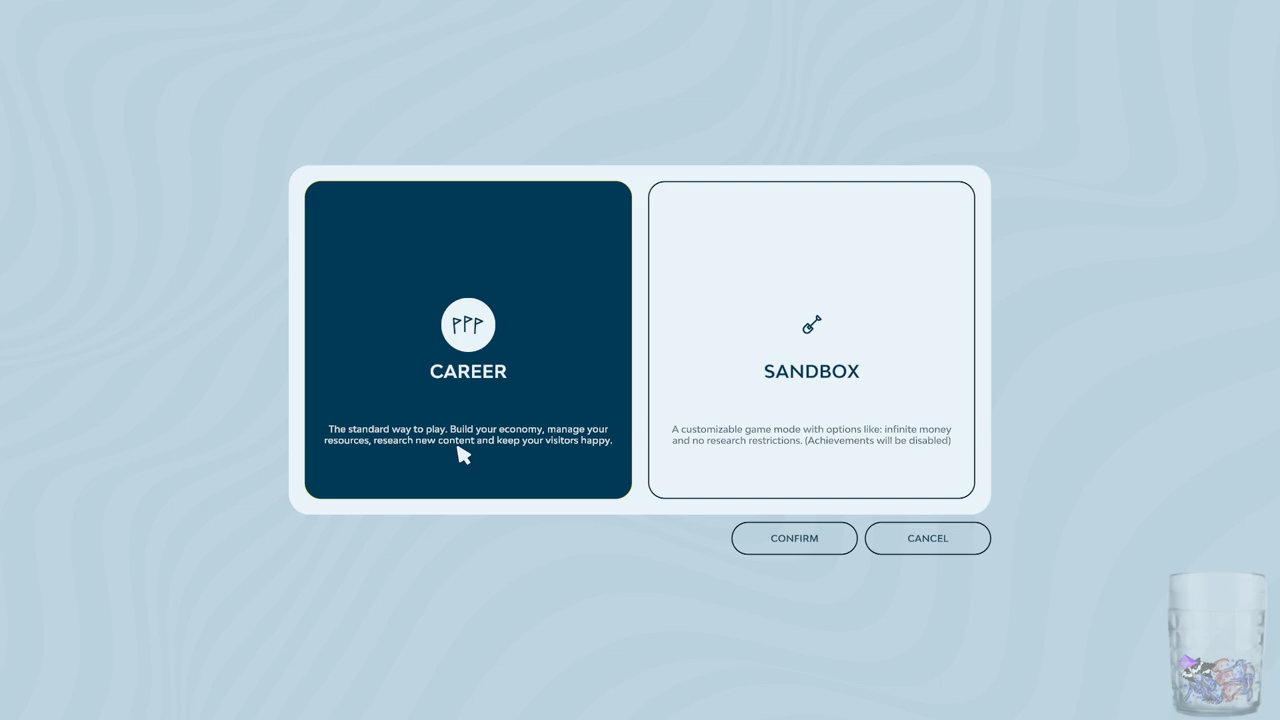 CAREER
The standard way to play. Build your economy, manage your
resources, research new content and keep your visitors happy.
SANDBOX
A customizable game mode with options like: infinite money
and no research restrictions. (Achievements will be disabled)
CONFIRM
CANCEL